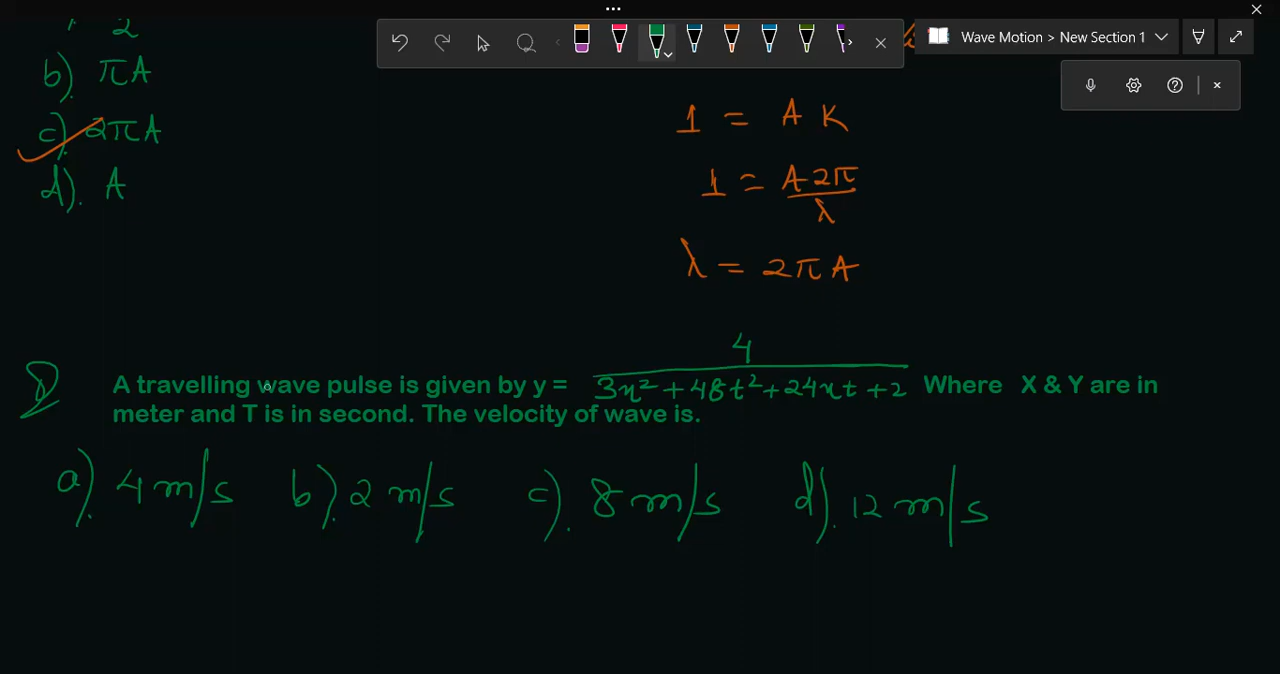 Wave Motion > New Section 1
2
b). πA
c). 2πA
d). A
1 = A K
1 = A 2π / λ
λ = 2πA
A travelling wave pulse is given by y = 4 / 3x² + 48t² + 24xt + 2 Where X & Y are in
meter and T is in second. The velocity of wave is.
a). 4 m/s b). 2 m/s c). 8 m/s d). 12 m/s